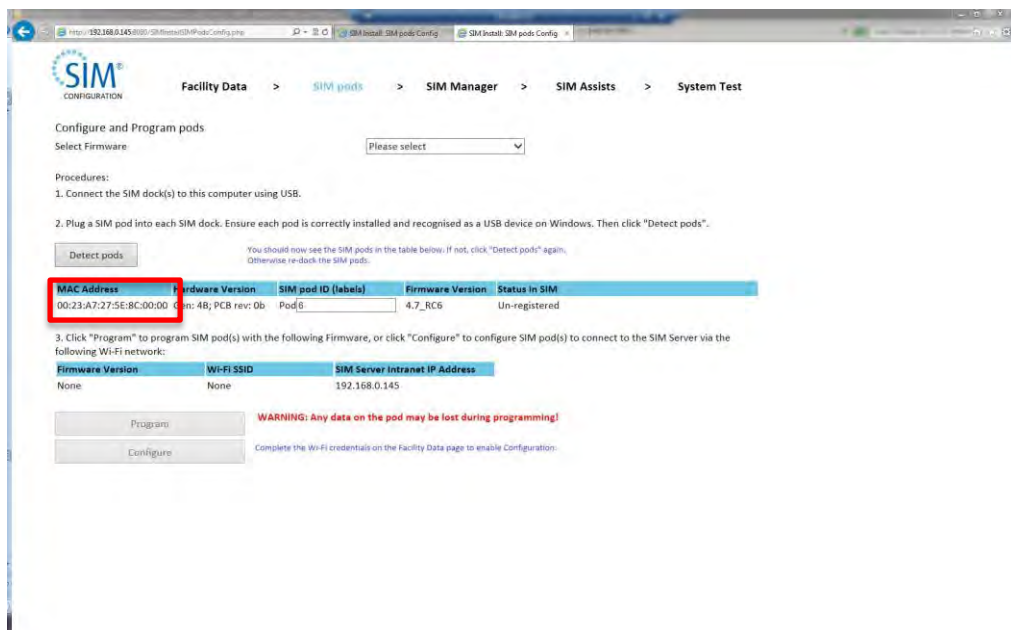 http://192.168.0.145:8080/SIMInstall/SIMPodsConfig.php
SIM Install: SIM pods Config
SIM Install: SIM pods Config
SIM®
CONFIGURATION
Facility Data > SIM pods > SIM Manager > SIM Assists > System Test
Configure and Program pods
Select Firmware Please select
Procedures:
1. Connect the SIM dock(s) to this computer using USB.
2. Plug a SIM pod into each SIM dock. Ensure each pod is correctly installed and recognised as a USB device on Windows. Then click "Detect pods".
Detect pods
You should now see the SIM pods in the table below. If not, click "Detect pods" again.
Otherwise re-dock the SIM pods.
MAC Address Hardware Version SIM pod ID (labels) Firmware Version Status in SIM
00:23:A7:27:5E:8C:00:00 Gen: 4B; PCB rev: 0b Pod 6 4.7_RC6 Un-registered
3. Click "Program" to program SIM pod(s) with the following Firmware, or click "Configure" to configure SIM pod(s) to connect to the SIM Server via the
following Wi-Fi network:
Firmware Version Wi-Fi SSID SIM Server Intranet IP Address
None None 192.168.0.145
Program
WARNING: Any data on the pod may be lost during programming!
Configure
Complete the Wi-Fi credentials on the Facility Data page to enable Configuration.